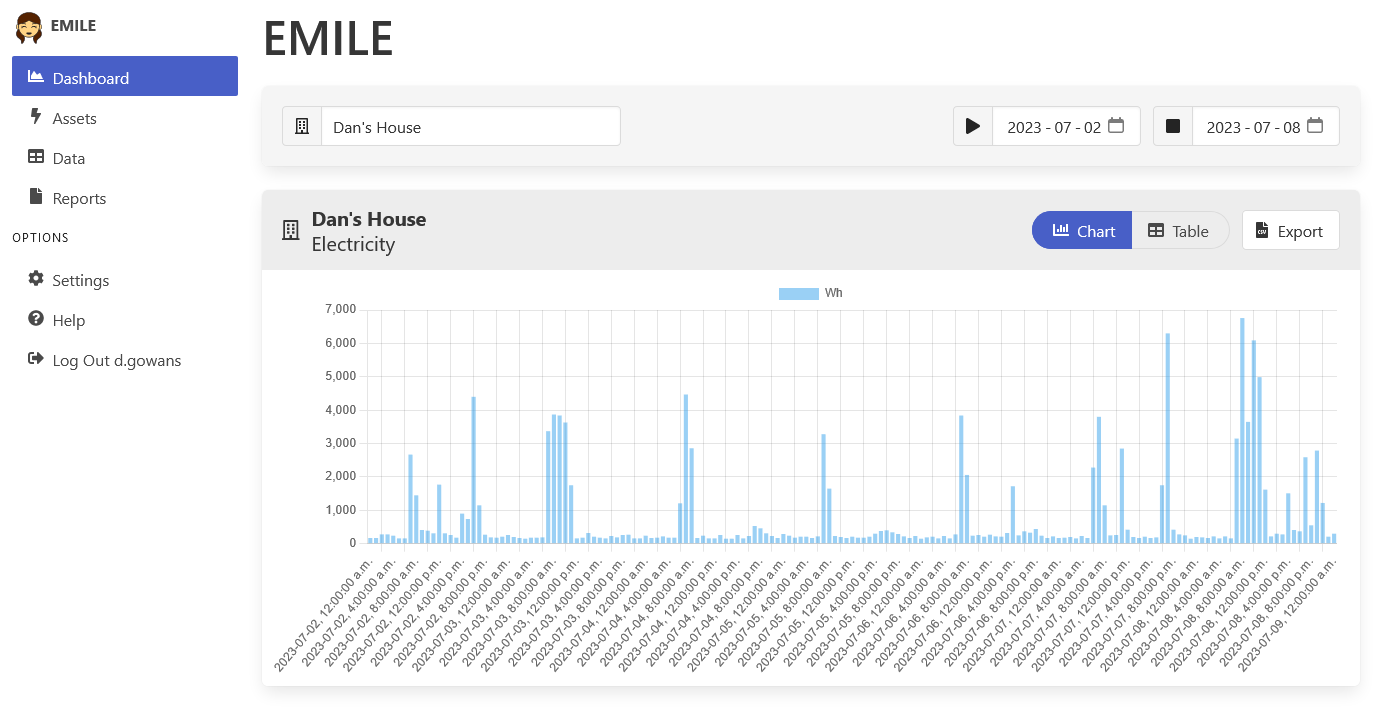 EMILE
Dashboard
Assets
Data
Reports
OPTIONS
Settings
Help
Log Out d.gowans
EMILE
Dan's House
2023 - 07 - 02
2023 - 07 - 08
Dan's House
Electricity
Chart
Table
CSV
Export
Wh
7,000
6,000
5,000
4,000
3,000
2,000
1,000
0
2023-07-02, 12:00:00 a.m.
2023-07-02, 4:00:00 a.m.
2023-07-02, 8:00:00 a.m.
2023-07-02, 12:00:00 p.m.
2023-07-02, 4:00:00 p.m.
2023-07-02, 8:00:00 p.m.
2023-07-03, 12:00:00 a.m.
2023-07-03, 4:00:00 a.m.
2023-07-03, 8:00:00 a.m.
2023-07-03, 12:00:00 p.m.
2023-07-03, 4:00:00 p.m.
2023-07-03, 8:00:00 p.m.
2023-07-04, 12:00:00 a.m.
2023-07-04, 4:00:00 a.m.
2023-07-04, 8:00:00 a.m.
2023-07-04, 12:00:00 p.m.
2023-07-04, 4:00:00 p.m.
2023-07-04, 8:00:00 p.m.
2023-07-05, 12:00:00 a.m.
2023-07-05, 4:00:00 a.m.
2023-07-05, 8:00:00 a.m.
2023-07-05, 12:00:00 p.m.
2023-07-05, 4:00:00 p.m.
2023-07-05, 8:00:00 p.m.
2023-07-06, 12:00:00 a.m.
2023-07-06, 4:00:00 a.m.
2023-07-06, 8:00:00 a.m.
2023-07-06, 12:00:00 p.m.
2023-07-06, 4:00:00 p.m.
2023-07-06, 8:00:00 p.m.
2023-07-07, 12:00:00 a.m.
2023-07-07, 4:00:00 a.m.
2023-07-07, 8:00:00 a.m.
2023-07-07, 12:00:00 p.m.
2023-07-07, 4:00:00 p.m.
2023-07-07, 8:00:00 p.m.
2023-07-08, 12:00:00 a.m.
2023-07-08, 4:00:00 a.m.
2023-07-08, 8:00:00 a.m.
2023-07-08, 12:00:00 p.m.
2023-07-08, 4:00:00 p.m.
2023-07-08, 8:00:00 p.m.
2023-07-09, 12:00:00 a.m.